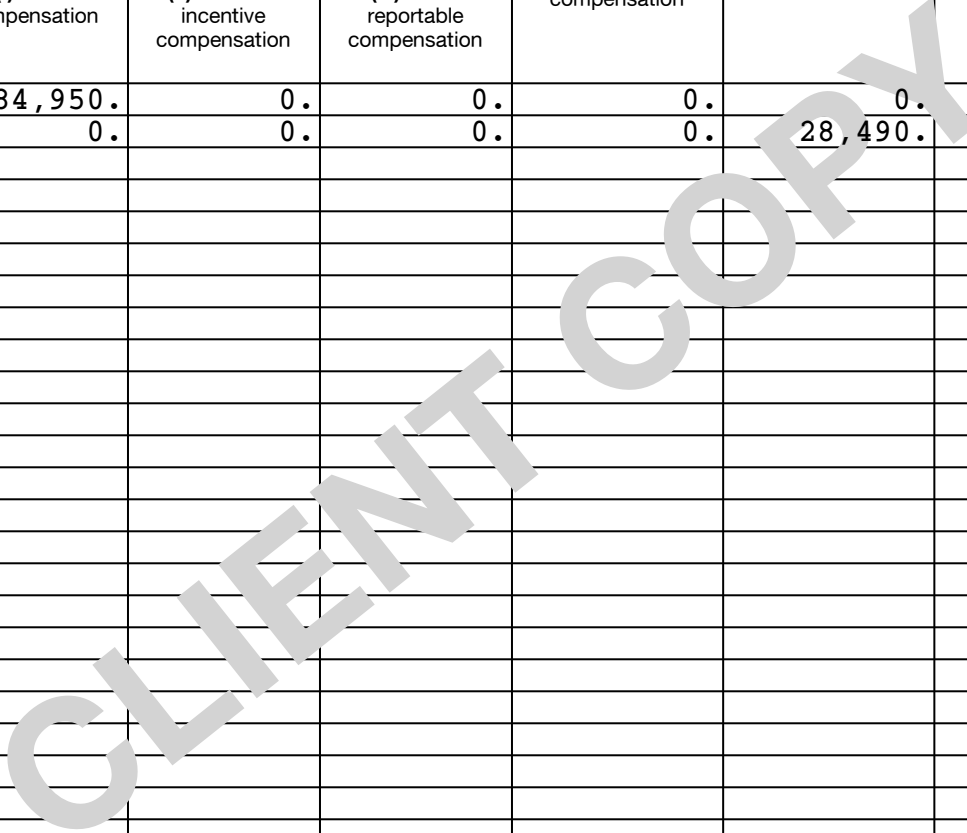 compensation
incentive
reportable
compensation
compensation
34,950. 0. 0. 0. 0.
0. 0. 0. 0. 28,490.
CLIENT COPY